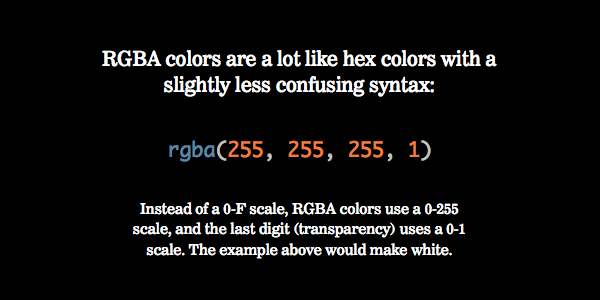 RGBA colors are a lot like hex colors with a
slightly less confusing syntax:
rgba(255, 255, 255, 1)
Instead of a 0-F scale, RGBA colors use a 0-255
scale, and the last digit (transparency) uses a 0-1
scale. The example above would make white.